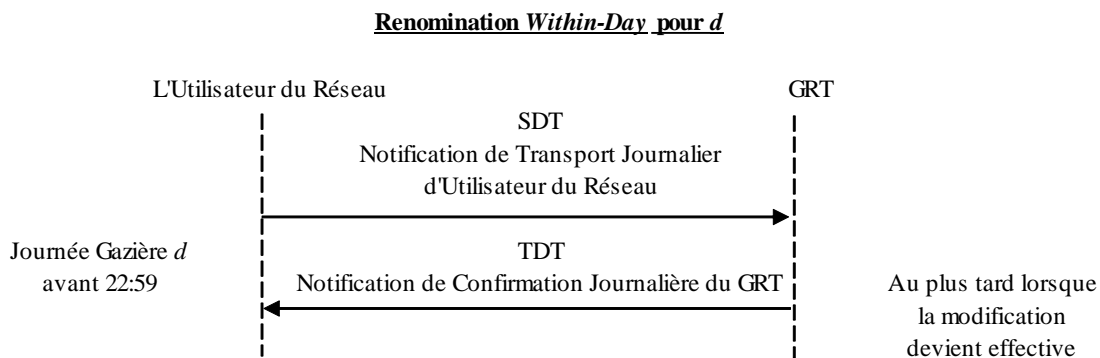 Renomination Within-Day pour d
L'Utilisateur du Réseau
GRT
SDT
Notification de Transport Journalier
d'Utilisateur du Réseau
Journée Gazière d
avant 22:59
TDT
Notification de Confirmation Journalière du GRT
Au plus tard lorsque
la modification
devient effective